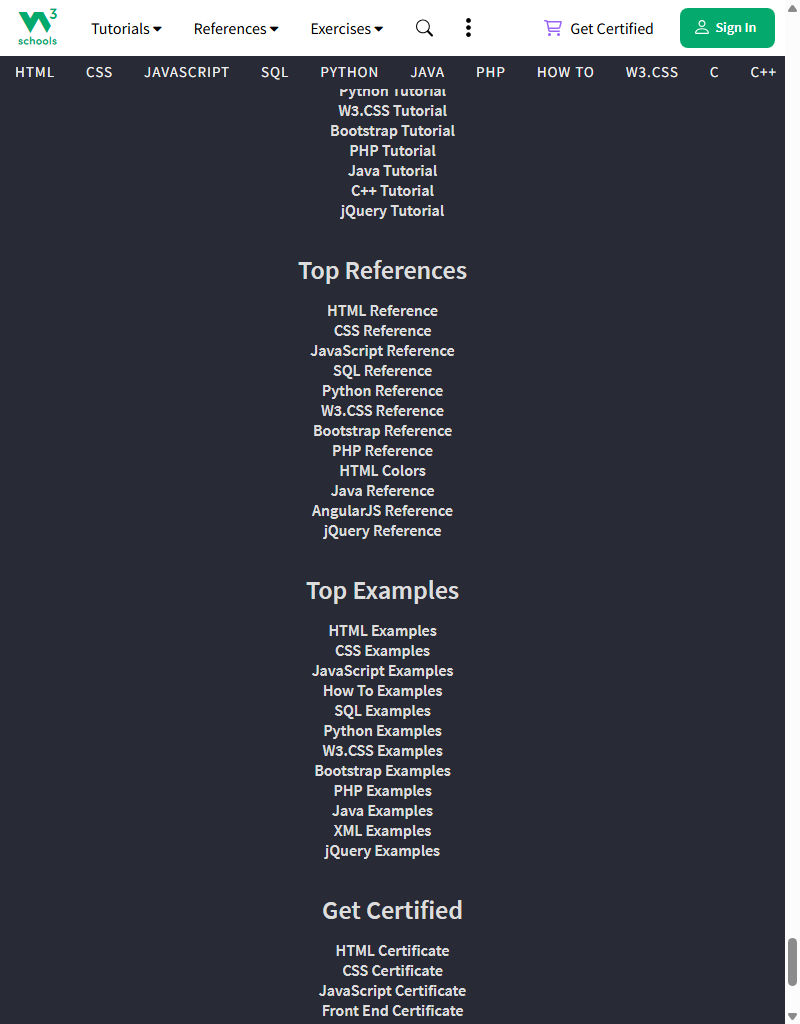 3
schools
Tutorials References Exercises Get Certified Sign In
HTML CSS JAVASCRIPT SQL PYTHON JAVA PHP HOW TO W3.CSS C C++
Python Tutorial
W3.CSS Tutorial
Bootstrap Tutorial
PHP Tutorial
Java Tutorial
C++ Tutorial
jQuery Tutorial
Top References
HTML Reference
CSS Reference
JavaScript Reference
SQL Reference
Python Reference
W3.CSS Reference
Bootstrap Reference
PHP Reference
HTML Colors
Java Reference
AngularJS Reference
jQuery Reference
Top Examples
HTML Examples
CSS Examples
JavaScript Examples
How To Examples
SQL Examples
Python Examples
W3.CSS Examples
Bootstrap Examples
PHP Examples
Java Examples
XML Examples
jQuery Examples
Get Certified
HTML Certificate
CSS Certificate
JavaScript Certificate
Front End Certificate